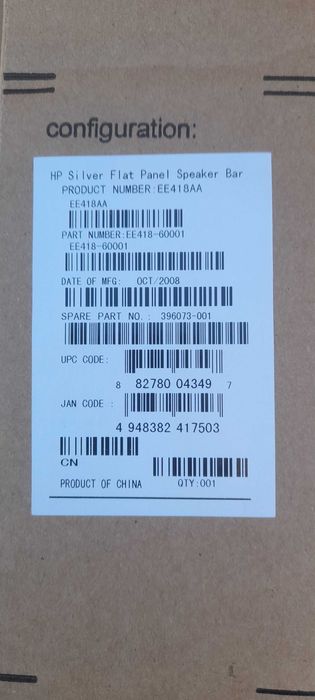 configuration:
HP Silver Flat Panel Speaker Bar
PRODUCT NUMBER:EE418AA
EE418AA
PART NUMBER:EE418-60001
EE418-60001
DATE OF MFG: OCT/2008
SPARE PART NO.: 396073-001
UPC CODE:
8 82780 04349 7
JAN CODE :
4 948382 417503
CN
PRODUCT OF CHINA QTY:001